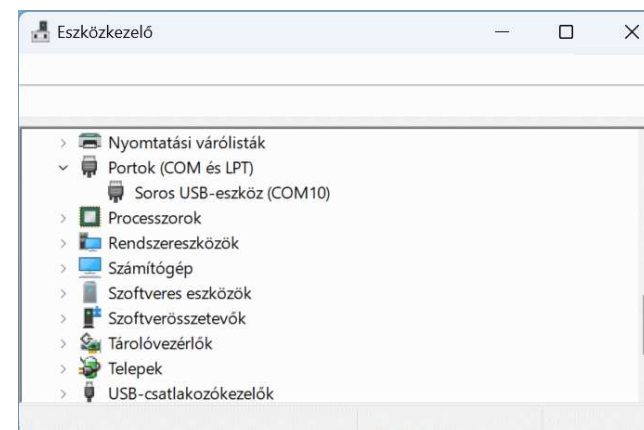 Eszközkezelő
Nyomtatási várólisták
Portok (COM és LPT)
Soros USB-eszköz (COM10)
Processzorok
Rendszereszközök
Számítógép
Szoftveres eszközök
Szoftverösszetevők
Tárolóvezérlők
Telepek
USB-csatlakozókezelők